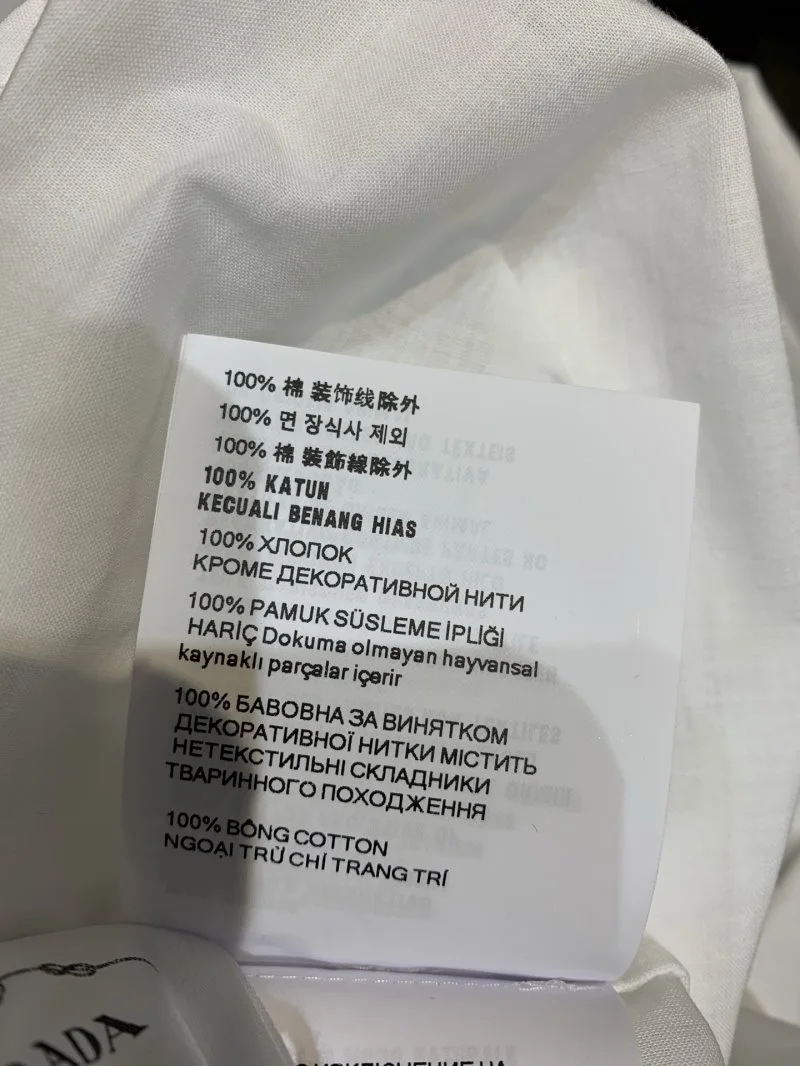 100% 棉 装饰线除外
100% 면 장식사 제외
100% 棉 裝飾線除外
100% KATUN
KECUALI BENANG HIAS
100% ХЛОПОК
КРОМЕ ДЕКОРАТИВНОЙ НИТИ
100% PAMUK SÜSLEME İPLİĞİ
HARİÇ Dokuma olmayan hayvansal
kaynaklı parçalar içerir
100% БАВОВНА ЗА ВИНЯТКОМ
ДЕКОРАТИВНОЇ НИТКИ МІСТИТЬ
НЕТЕКСТИЛЬНІ СКЛАДНИКИ
ТВАРИННОГО ПОХОДЖЕННЯ
100% BÔNG COTTON
NGOẠI TRỪ CHỈ TRANG TRÍ
RADA